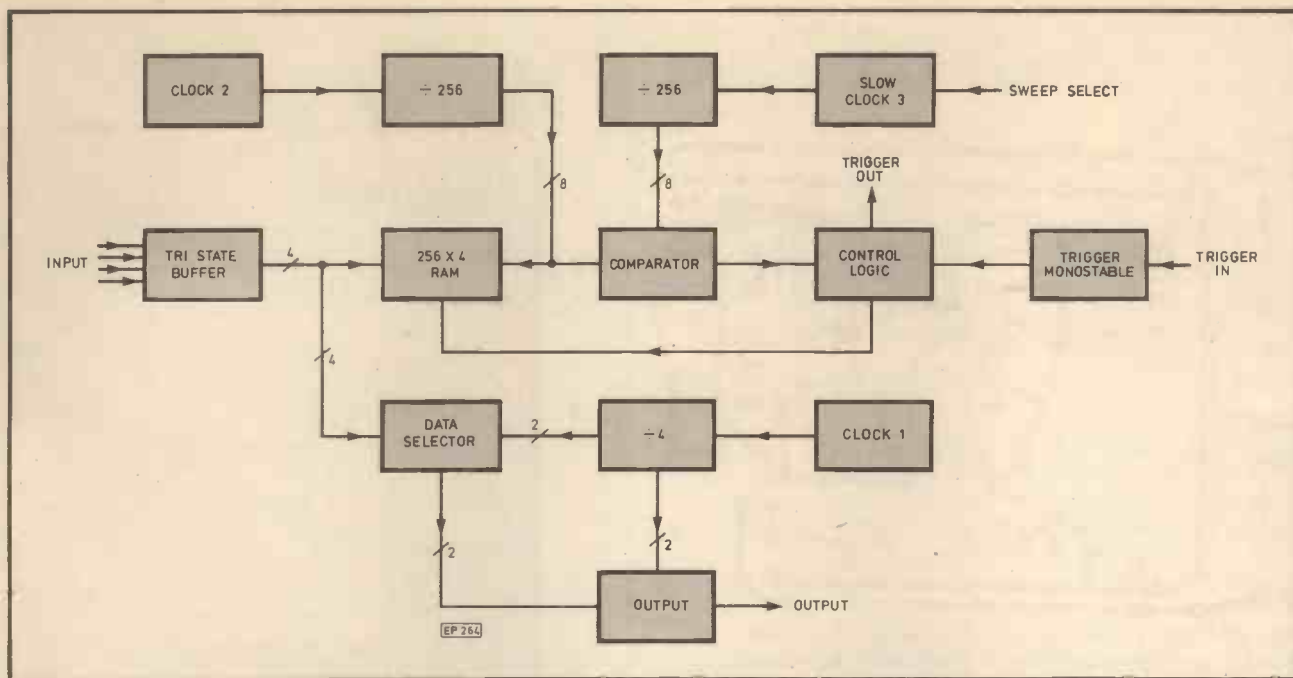 CLOCK 2
÷ 256
÷ 256
SLOW
CLOCK 3
SWEEP SELECT
8
8
TRIGGER
OUT
INPUT
TRI STATE
BUFFER
4
256 X 4
RAM
COMPARATOR
CONTROL
LOGIC
TRIGGER
MONOSTABLE
TRIGGER
IN
4
DATA
SELECTOR
2
÷ 4
CLOCK 1
2
2
OUTPUT
OUTPUT
EP 264